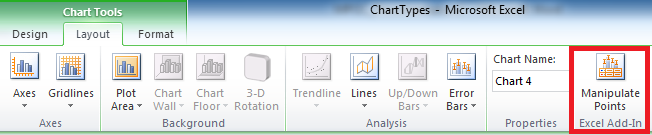 Chart Tools
ChartTypes - Microsoft Excel
Design Layout Format
Axes
Gridlines
Plot Area
Chart Wall
Chart Floor
3-D Rotation
Trendline
Lines
Up/Down Bars
Error Bars
Chart Name:
Chart 4
Manipulate Points
Axes
Background
Analysis
Properties
Excel Add-In